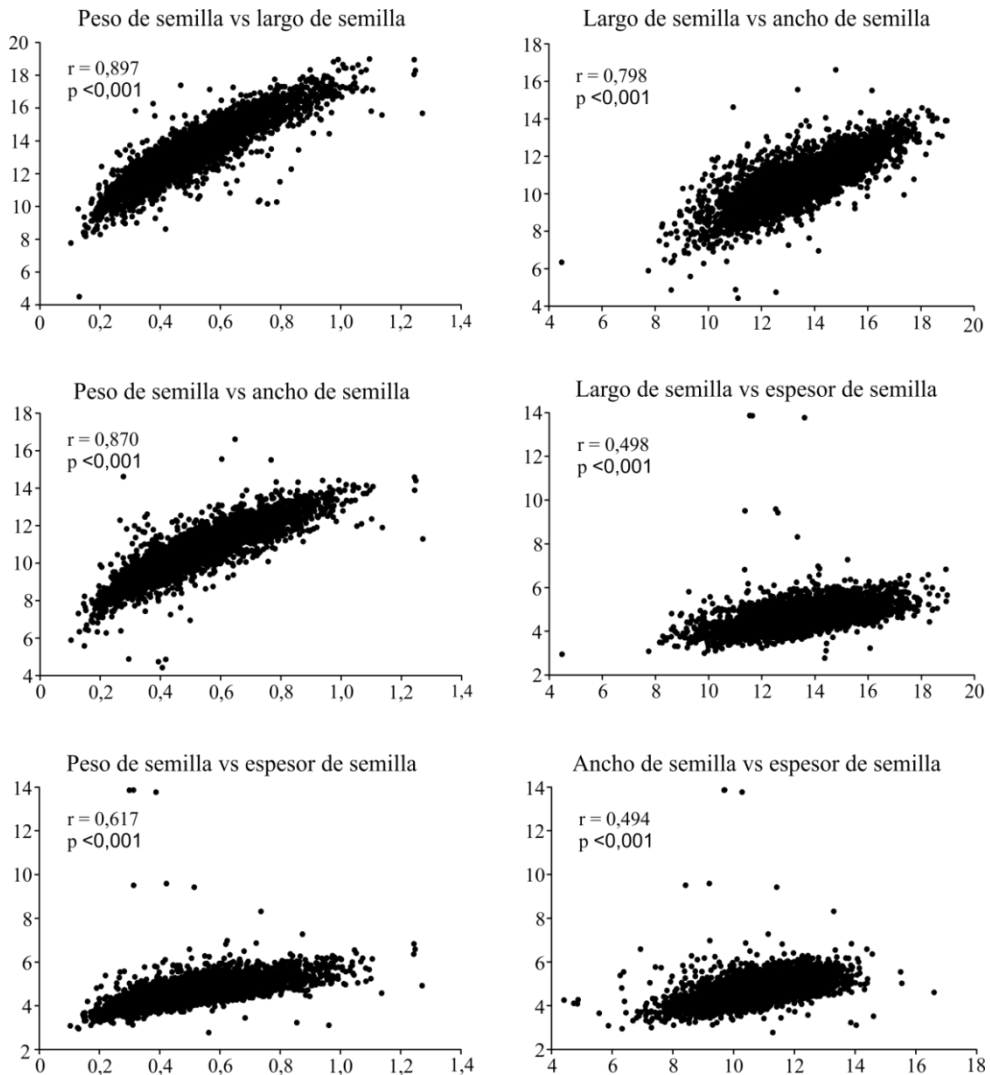 Peso de semilla vs largo de semilla
r = 0,897
p <0,001
20
18
16
14
12
10
8
6
4
0 0,2 0,4 0,6 0,8 1,0 1,2 1,4
Largo de semilla vs ancho de semilla
r = 0,798
p <0,001
18
16
14
12
10
8
6
4
4 6 8 10 12 14 16 18 20
Peso de semilla vs ancho de semilla
r = 0,870
p <0,001
18
16
14
12
10
8
6
4
0 0,2 0,4 0,6 0,8 1,0 1,2 1,4
Largo de semilla vs espesor de semilla
r = 0,498
p <0,001
14
12
10
8
6
4
2
4 6 8 10 12 14 16 18 20
Peso de semilla vs espesor de semilla
r = 0,617
p <0,001
14
12
10
8
6
4
2
0 0,2 0,4 0,6 0,8 1,0 1,2 1,4
Ancho de semilla vs espesor de semilla
r = 0,494
p <0,001
14
12
10
8
6
4
2
4 6 8 10 12 14 16 18